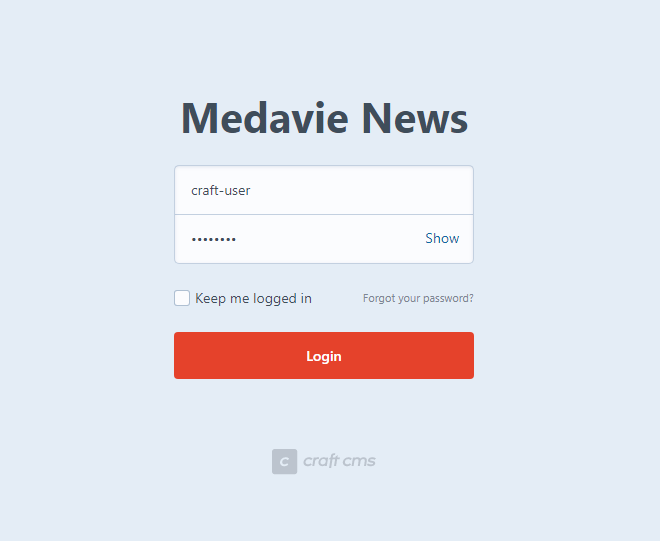 Medavie News
craft-user
•••••••• Show
Keep me logged in Forgot your password?
Login
c craft cms